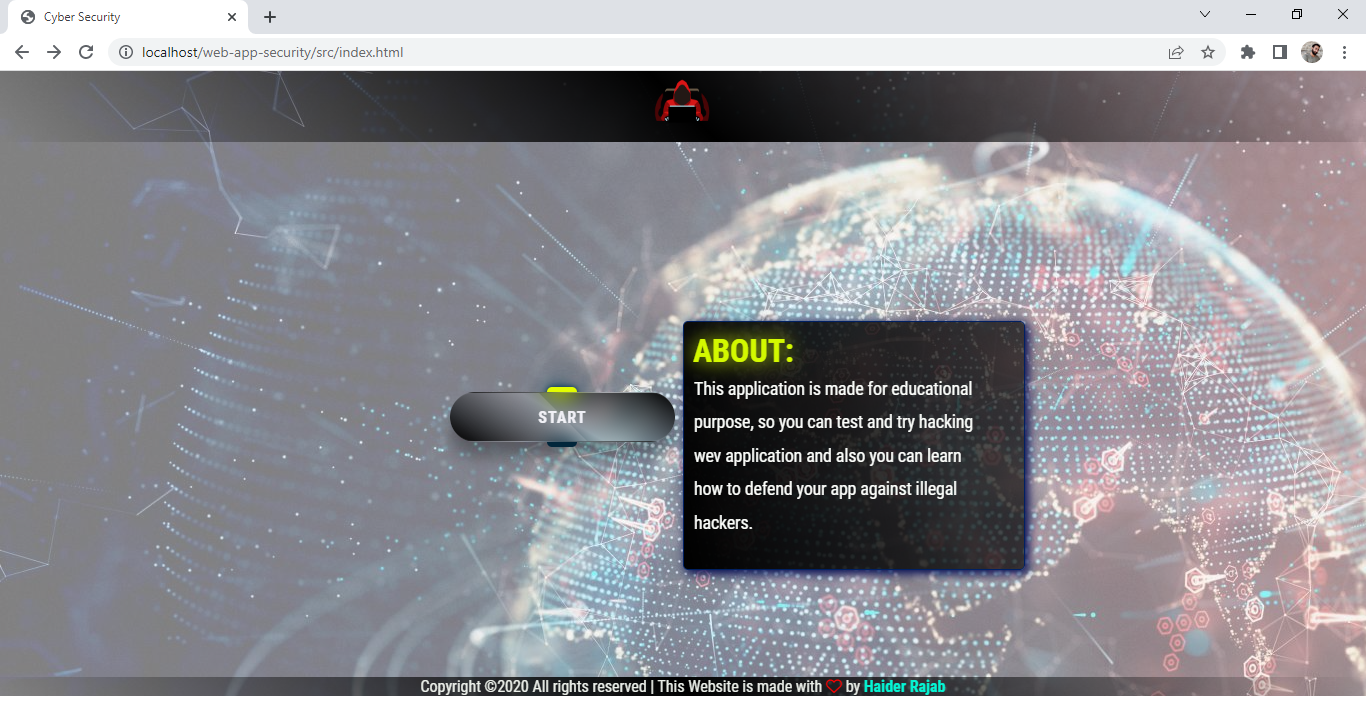 Cyber Security
localhost/web-app-security/src/index.html
START
ABOUT:
This application is made for educational
purpose, so you can test and try hacking
wev application and also you can learn
how to defend your app against illegal
hackers.
Copyright ©2020 All rights reserved | This Website is made with by Haider Rajab